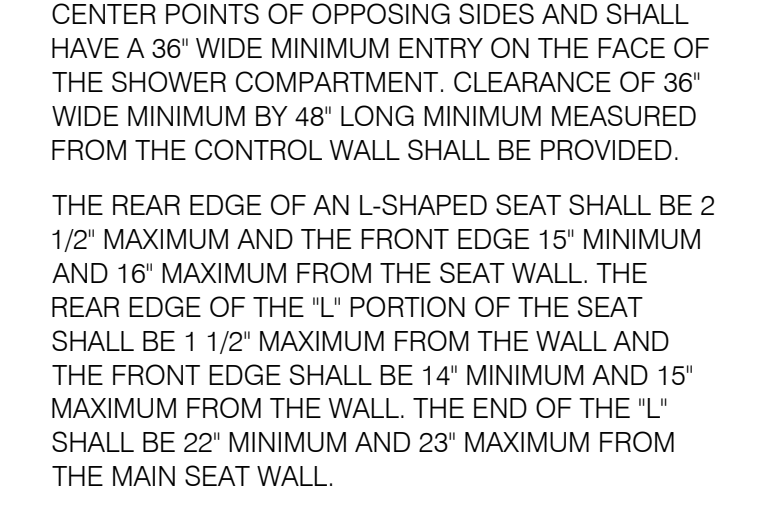 CENTER POINTS OF OPPOSING SIDES AND SHALL
HAVE A 36" WIDE MINIMUM ENTRY ON THE FACE OF
THE SHOWER COMPARTMENT. CLEARANCE OF 36"
WIDE MINIMUM BY 48" LONG MINIMUM MEASURED
FROM THE CONTROL WALL SHALL BE PROVIDED.
THE REAR EDGE OF AN L-SHAPED SEAT SHALL BE 2
1/2" MAXIMUM AND THE FRONT EDGE 15" MINIMUM
AND 16" MAXIMUM FROM THE SEAT WALL. THE
REAR EDGE OF THE "L" PORTION OF THE SEAT
SHALL BE 1 1/2" MAXIMUM FROM THE WALL AND
THE FRONT EDGE SHALL BE 14" MINIMUM AND 15"
MAXIMUM FROM THE WALL. THE END OF THE "L"
SHALL BE 22" MINIMUM AND 23" MAXIMUM FROM
THE MAIN SEAT WALL.